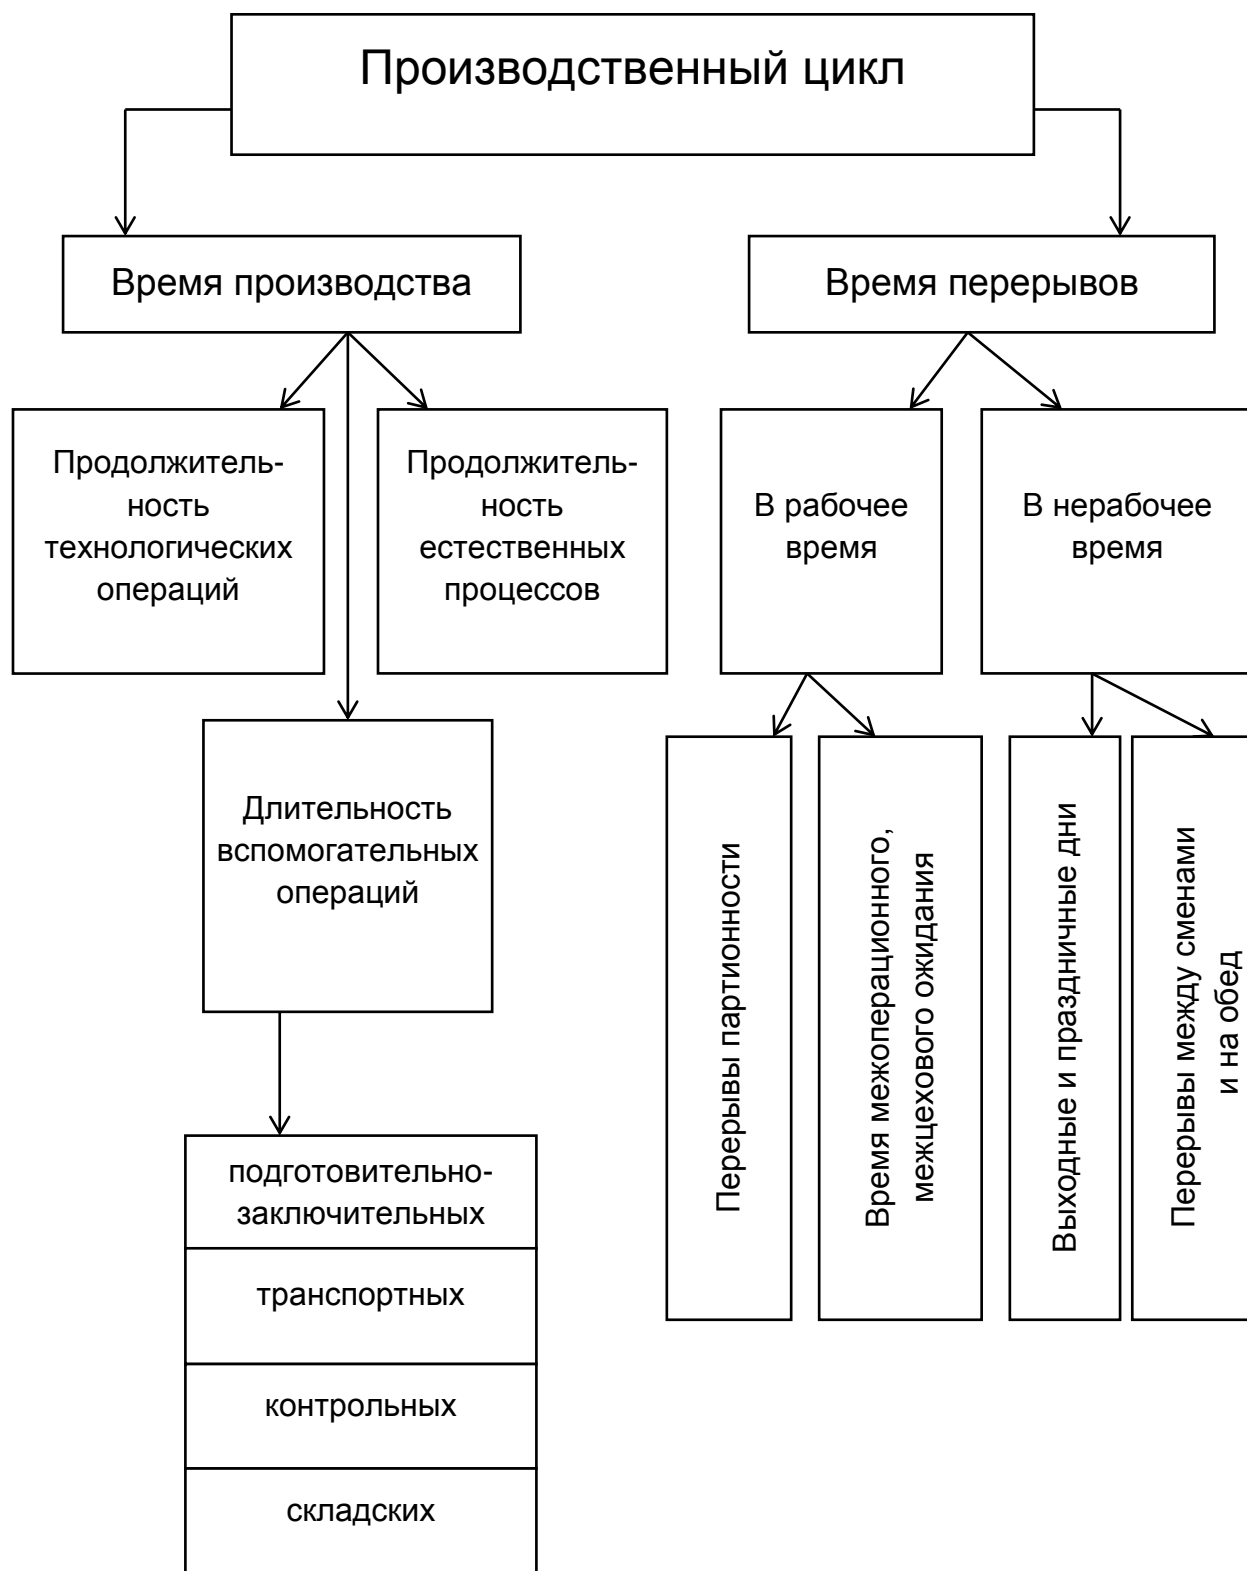 Производственный цикл
Время производства
Время перерывов
Продолжитель-
ность
технологических
операций
Продолжитель-
ность
естественных
процессов
В рабочее
время
В нерабочее
время
Длительность
вспомогательных
операций
Перерывы партионности
Время межоперационного,
межцехового ожидания
Выходные и праздничные дни
Перерывы между сменами
и на обед
подготовительно-
заключительных
транспортных
контрольных
складских